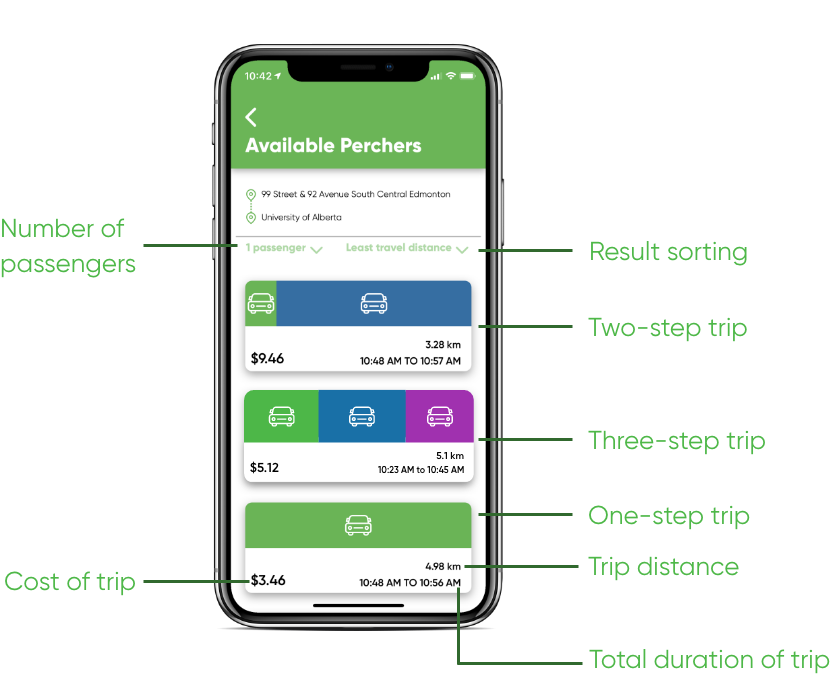 10:42
Available Perchers
99 Street & 92 Avenue South Central Edmonton
University of Alberta
Number of
passengers
1 passenger
Least travel distance
Result sorting
Two-step trip
3.28 km
$9.46
10:48 AM TO 10:57 AM
Three-step trip
5.1 km
$5.12
10:23 AM to 10:45 AM
One-step trip
4.98 km
Trip distance
Cost of trip
$3.46
10:48 AM TO 10:56 AM
Total duration of trip